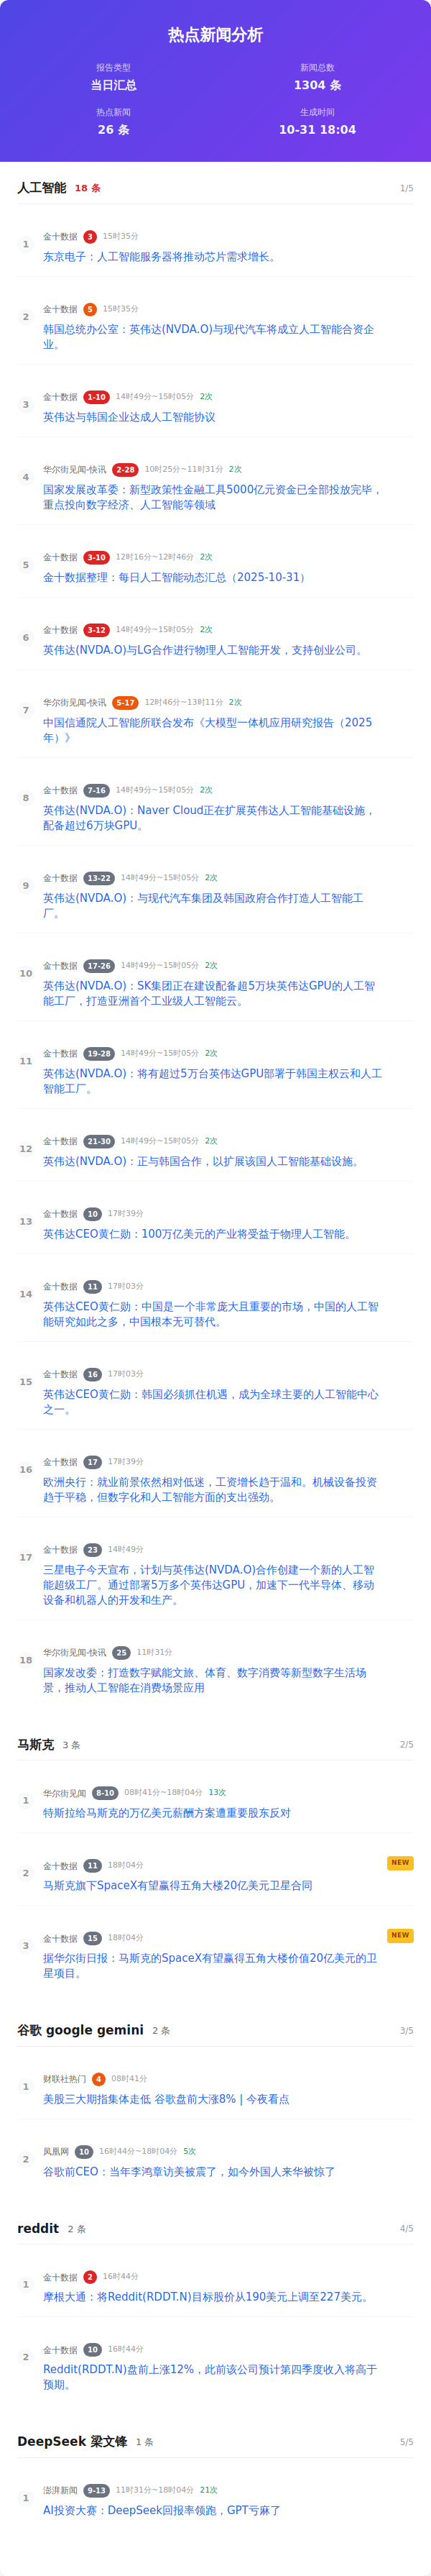 热点新闻分析
报告类型
当日汇总
新闻总数
1304 条
热点新闻
26 条
生成时间
10-31 18:04
人工智能 18 条 1/5
1
金十数据 3 15时35分
东京电子：人工智能服务器将推动芯片需求增长。
2
金十数据 5 15时35分
韩国总统办公室：英伟达(NVDA.O)与现代汽车将成立人工智能合资企
业。
3
金十数据 1-10 14时49分~15时05分 2次
英伟达与韩国企业达成人工智能协议
4
华尔街见闻-快讯 2-28 10时25分~11时31分 2次
国家发展改革委：新型政策性金融工具5000亿元资金已全部投放完毕，
重点投向数字经济、人工智能等领域
5
金十数据 3-10 12时16分~12时46分 2次
金十数据整理：每日人工智能动态汇总（2025-10-31）
6
金十数据 3-12 14时49分~15时05分 2次
英伟达(NVDA.O)与LG合作进行物理人工智能开发，支持创业公司。
7
华尔街见闻-快讯 5-17 12时46分~13时11分 2次
中国信通院人工智能所联合发布《大模型一体机应用研究报告（2025
年）》
8
金十数据 7-16 14时49分~15时05分 2次
英伟达(NVDA.O)：Naver Cloud正在扩展英伟达人工智能基础设施，
配备超过6万块GPU。
9
金十数据 13-22 14时49分~15时05分 2次
英伟达(NVDA.O)：与现代汽车集团及韩国政府合作打造人工智能工
厂。
10
金十数据 17-26 14时49分~15时05分 2次
英伟达(NVDA.O)：SK集团正在建设配备超5万块英伟达GPU的人工智
能工厂，打造亚洲首个工业级人工智能云。
11
金十数据 19-28 14时49分~15时05分 2次
英伟达(NVDA.O)：将有超过5万台英伟达GPU部署于韩国主权云和人工
智能工厂。
12
金十数据 21-30 14时49分~15时05分 2次
英伟达(NVDA.O)：正与韩国合作，以扩展该国人工智能基础设施。
13
金十数据 10 17时39分
英伟达CEO黄仁勋：100万亿美元的产业将受益于物理人工智能。
14
金十数据 11 17时03分
英伟达CEO黄仁勋：中国是一个非常庞大且重要的市场，中国的人工智
能研究如此之多，中国根本无可替代。
15
金十数据 16 17时03分
英伟达CEO黄仁勋：韩国必须抓住机遇，成为全球主要的人工智能中心
之一。
16
金十数据 17 17时39分
欧洲央行：就业前景依然相对低迷，工资增长趋于温和。机械设备投资
趋于平稳，但数字化和人工智能方面的支出强劲。
17
金十数据 23 14时49分
三星电子今天宣布，计划与英伟达(NVDA.O)合作创建一个新的人工智
能超级工厂。通过部署5万多个英伟达GPU，加速下一代半导体、移动
设备和机器人的开发和生产。
18
华尔街见闻-快讯 25 11时31分
国家发改委：打造数字赋能文旅、体育、数字消费等新型数字生活场
景，推动人工智能在消费场景应用
马斯克 3 条 2/5
1
华尔街见闻 8-10 08时41分~18时04分 13次
特斯拉给马斯克的万亿美元薪酬方案遭重要股东反对
2
金十数据 11 18时04分 NEW
马斯克旗下SpaceX有望赢得五角大楼20亿美元卫星合同
3
金十数据 15 18时04分 NEW
据华尔街日报：马斯克的SpaceX有望赢得五角大楼价值20亿美元的卫
星项目。
谷歌 google gemini 2 条 3/5
1
财联社热门 4 08时41分
美股三大期指集体走低 谷歌盘前大涨8% | 今夜看点
2
凤凰网 10 16时44分~18时04分 5次
谷歌前CEO：当年李鸿章访美被震了，如今外国人来华被惊了
reddit 2 条 4/5
1
金十数据 2 16时44分
摩根大通：将Reddit(RDDT.N)目标股价从190美元上调至227美元。
2
金十数据 10 16时44分
Reddit(RDDT.N)盘前上涨12%，此前该公司预计第四季度收入将高于
预期。
DeepSeek 梁文锋 1 条 5/5
1
澎湃新闻 9-13 11时31分~18时04分 21次
AI投资大赛：DeepSeek回报率领跑，GPT亏麻了